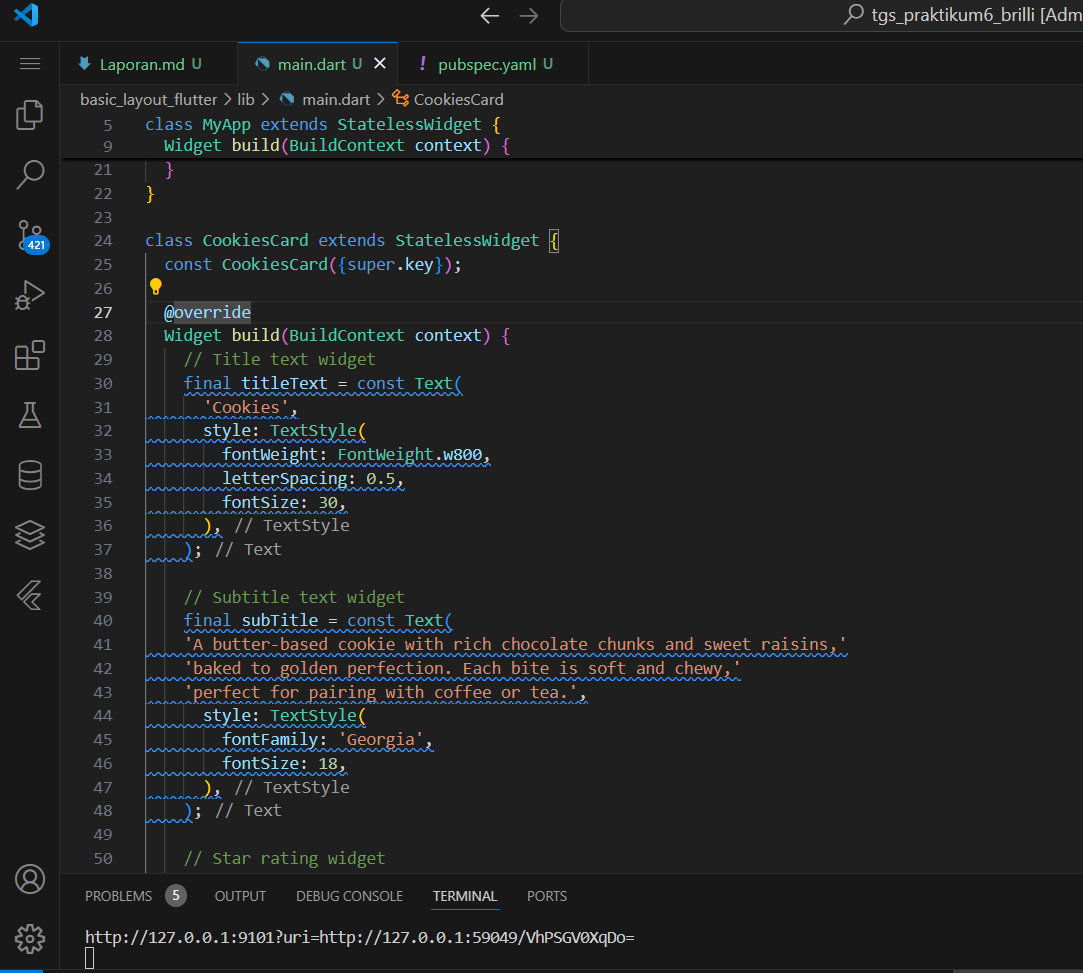 tgs_praktikum6_brilli [Adm
Laporan.md U
main.dart U
! pubspec.yaml U
basic_layout_flutter > lib > main.dart > CookiesCard
5 class MyApp extends StatelessWidget {
9 Widget build(BuildContext context) {
21 }
22 }
23
24 class CookiesCard extends StatelessWidget {
25 const CookiesCard({super.key});
26
27 @override
28 Widget build(BuildContext context) {
29 // Title text widget
30 final titleText = const Text(
31 'Cookies',
32 style: TextStyle(
33 fontWeight: FontWeight.w800,
34 letterSpacing: 0.5,
35 fontSize: 30,
36 ), // TextStyle
37 ); // Text
38
39 // Subtitle text widget
40 final subTitle = const Text(
41 'A butter-based cookie with rich chocolate chunks and sweet raisins,'
42 'baked to golden perfection. Each bite is soft and chewy,'
43 'perfect for pairing with coffee or tea.',
44 style: TextStyle(
45 fontFamily: 'Georgia',
46 fontSize: 18,
47 ), // TextStyle
48 ); // Text
49
50 // Star rating widget
421
PROBLEMS 5 OUTPUT DEBUG CONSOLE TERMINAL PORTS
http://127.0.0.1:9101?uri=http://127.0.0.1:59049/VhPSGV0XqDo=